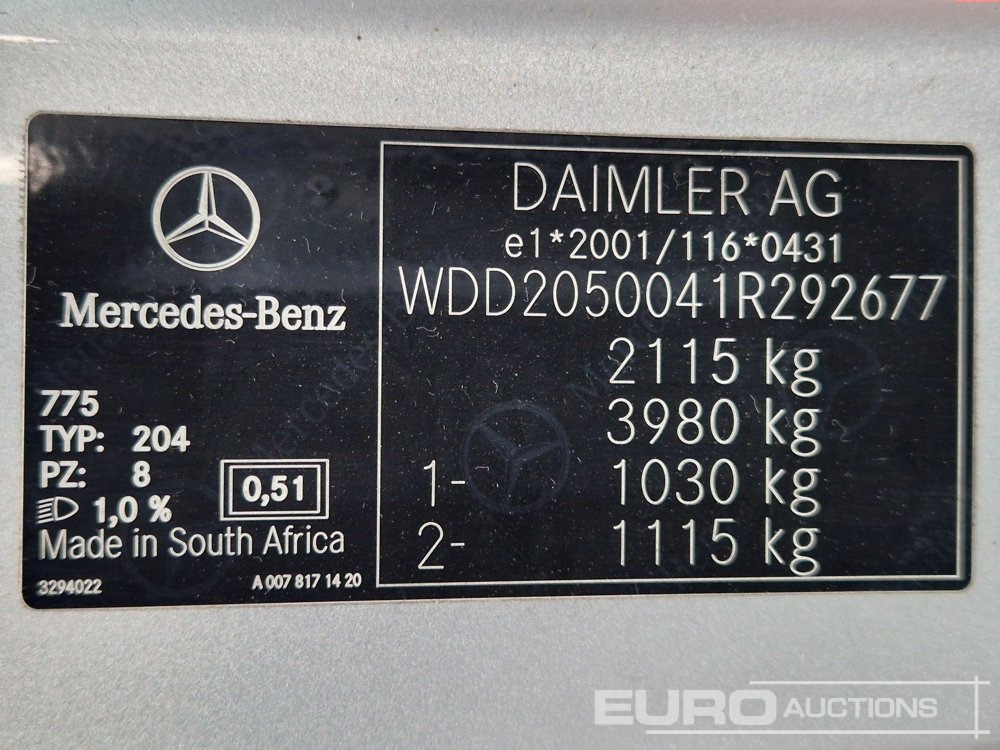 Mercedes-Benz
775
TYP: 204
PZ: 8
1,0 %
0,51
Made in South Africa
3294022
A 007 817 14 20
DAIMLER AG
e1*2001/116*0431
WDD2050041R292677
2115 kg
3980 kg
1- 1030 kg
2- 1115 kg
EURO AUCTIONS